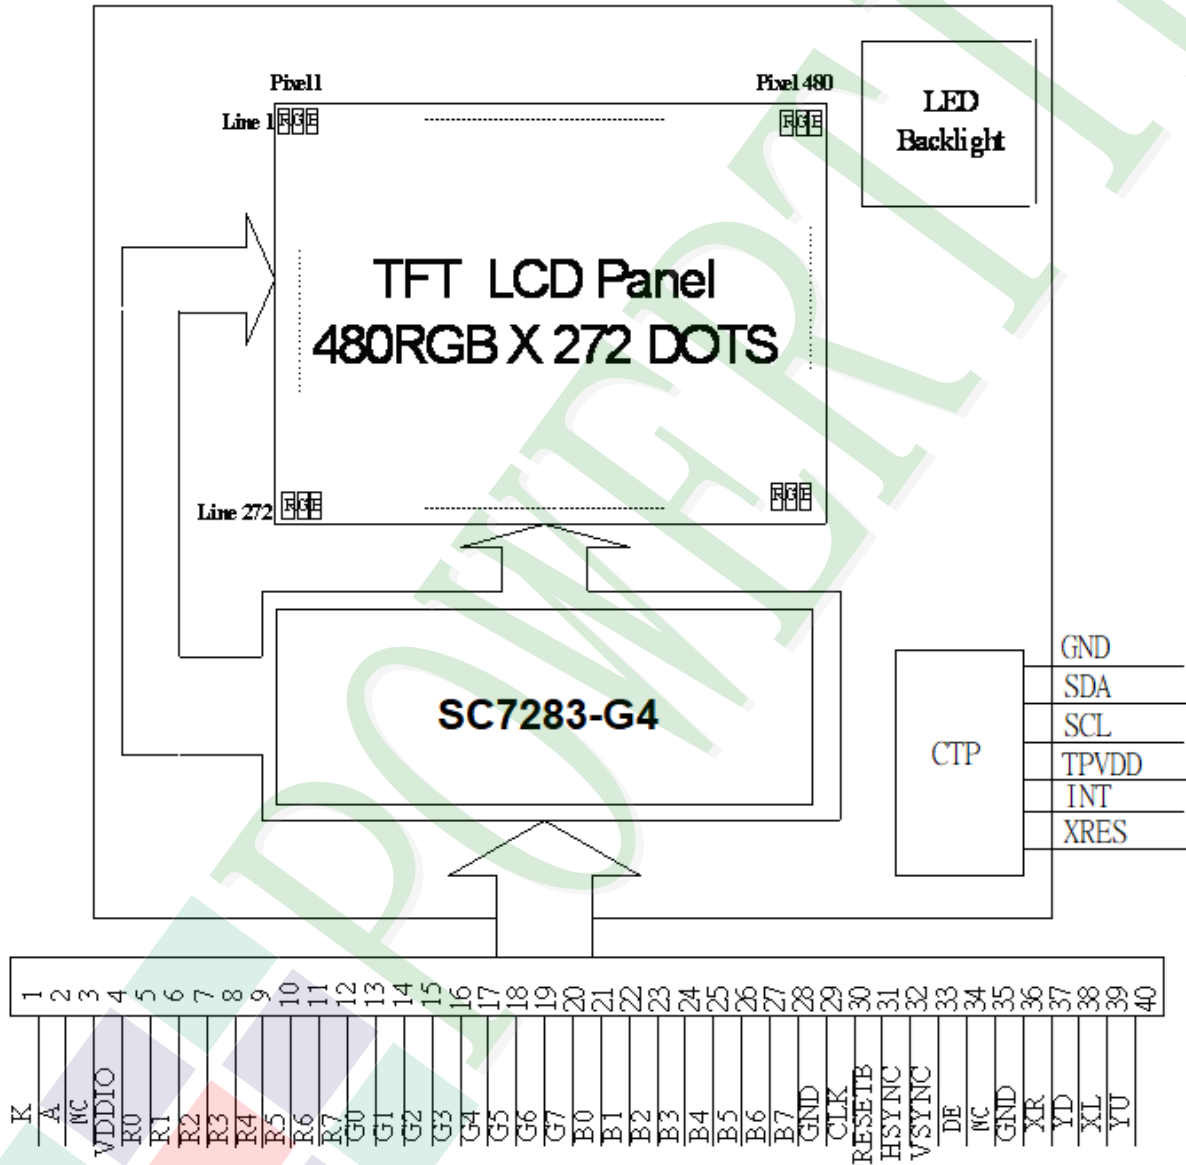 Pixel1
Pixel 480
LED
Backlight
Line 1
RGB
RGB
TFT LCD Panel
480RGB X 272 DOTS
Line 272
RGB
RGB
SC7283-G4
CTP
GND
SDA
SCL
TPVDD
INT
XRES
1 2 3 4 5 6 7 8 9 10 11 12 13 14 15 16 17 18 19 20 21 22 23 24 25 26 27 28 29 30 31 32 33 34 35 36 37 38 39 40
K A NC VDDIO R0 R1 R2 R3 R4 R5 R6 R7 G0 G1 G2 G3 G4 G5 G6 G7 B0 B1 B2 B3 B4 B5 B6 B7 GND CLK RESETB HSYNC VSYNC DE NC GND XR YD XL YU
POWERTI